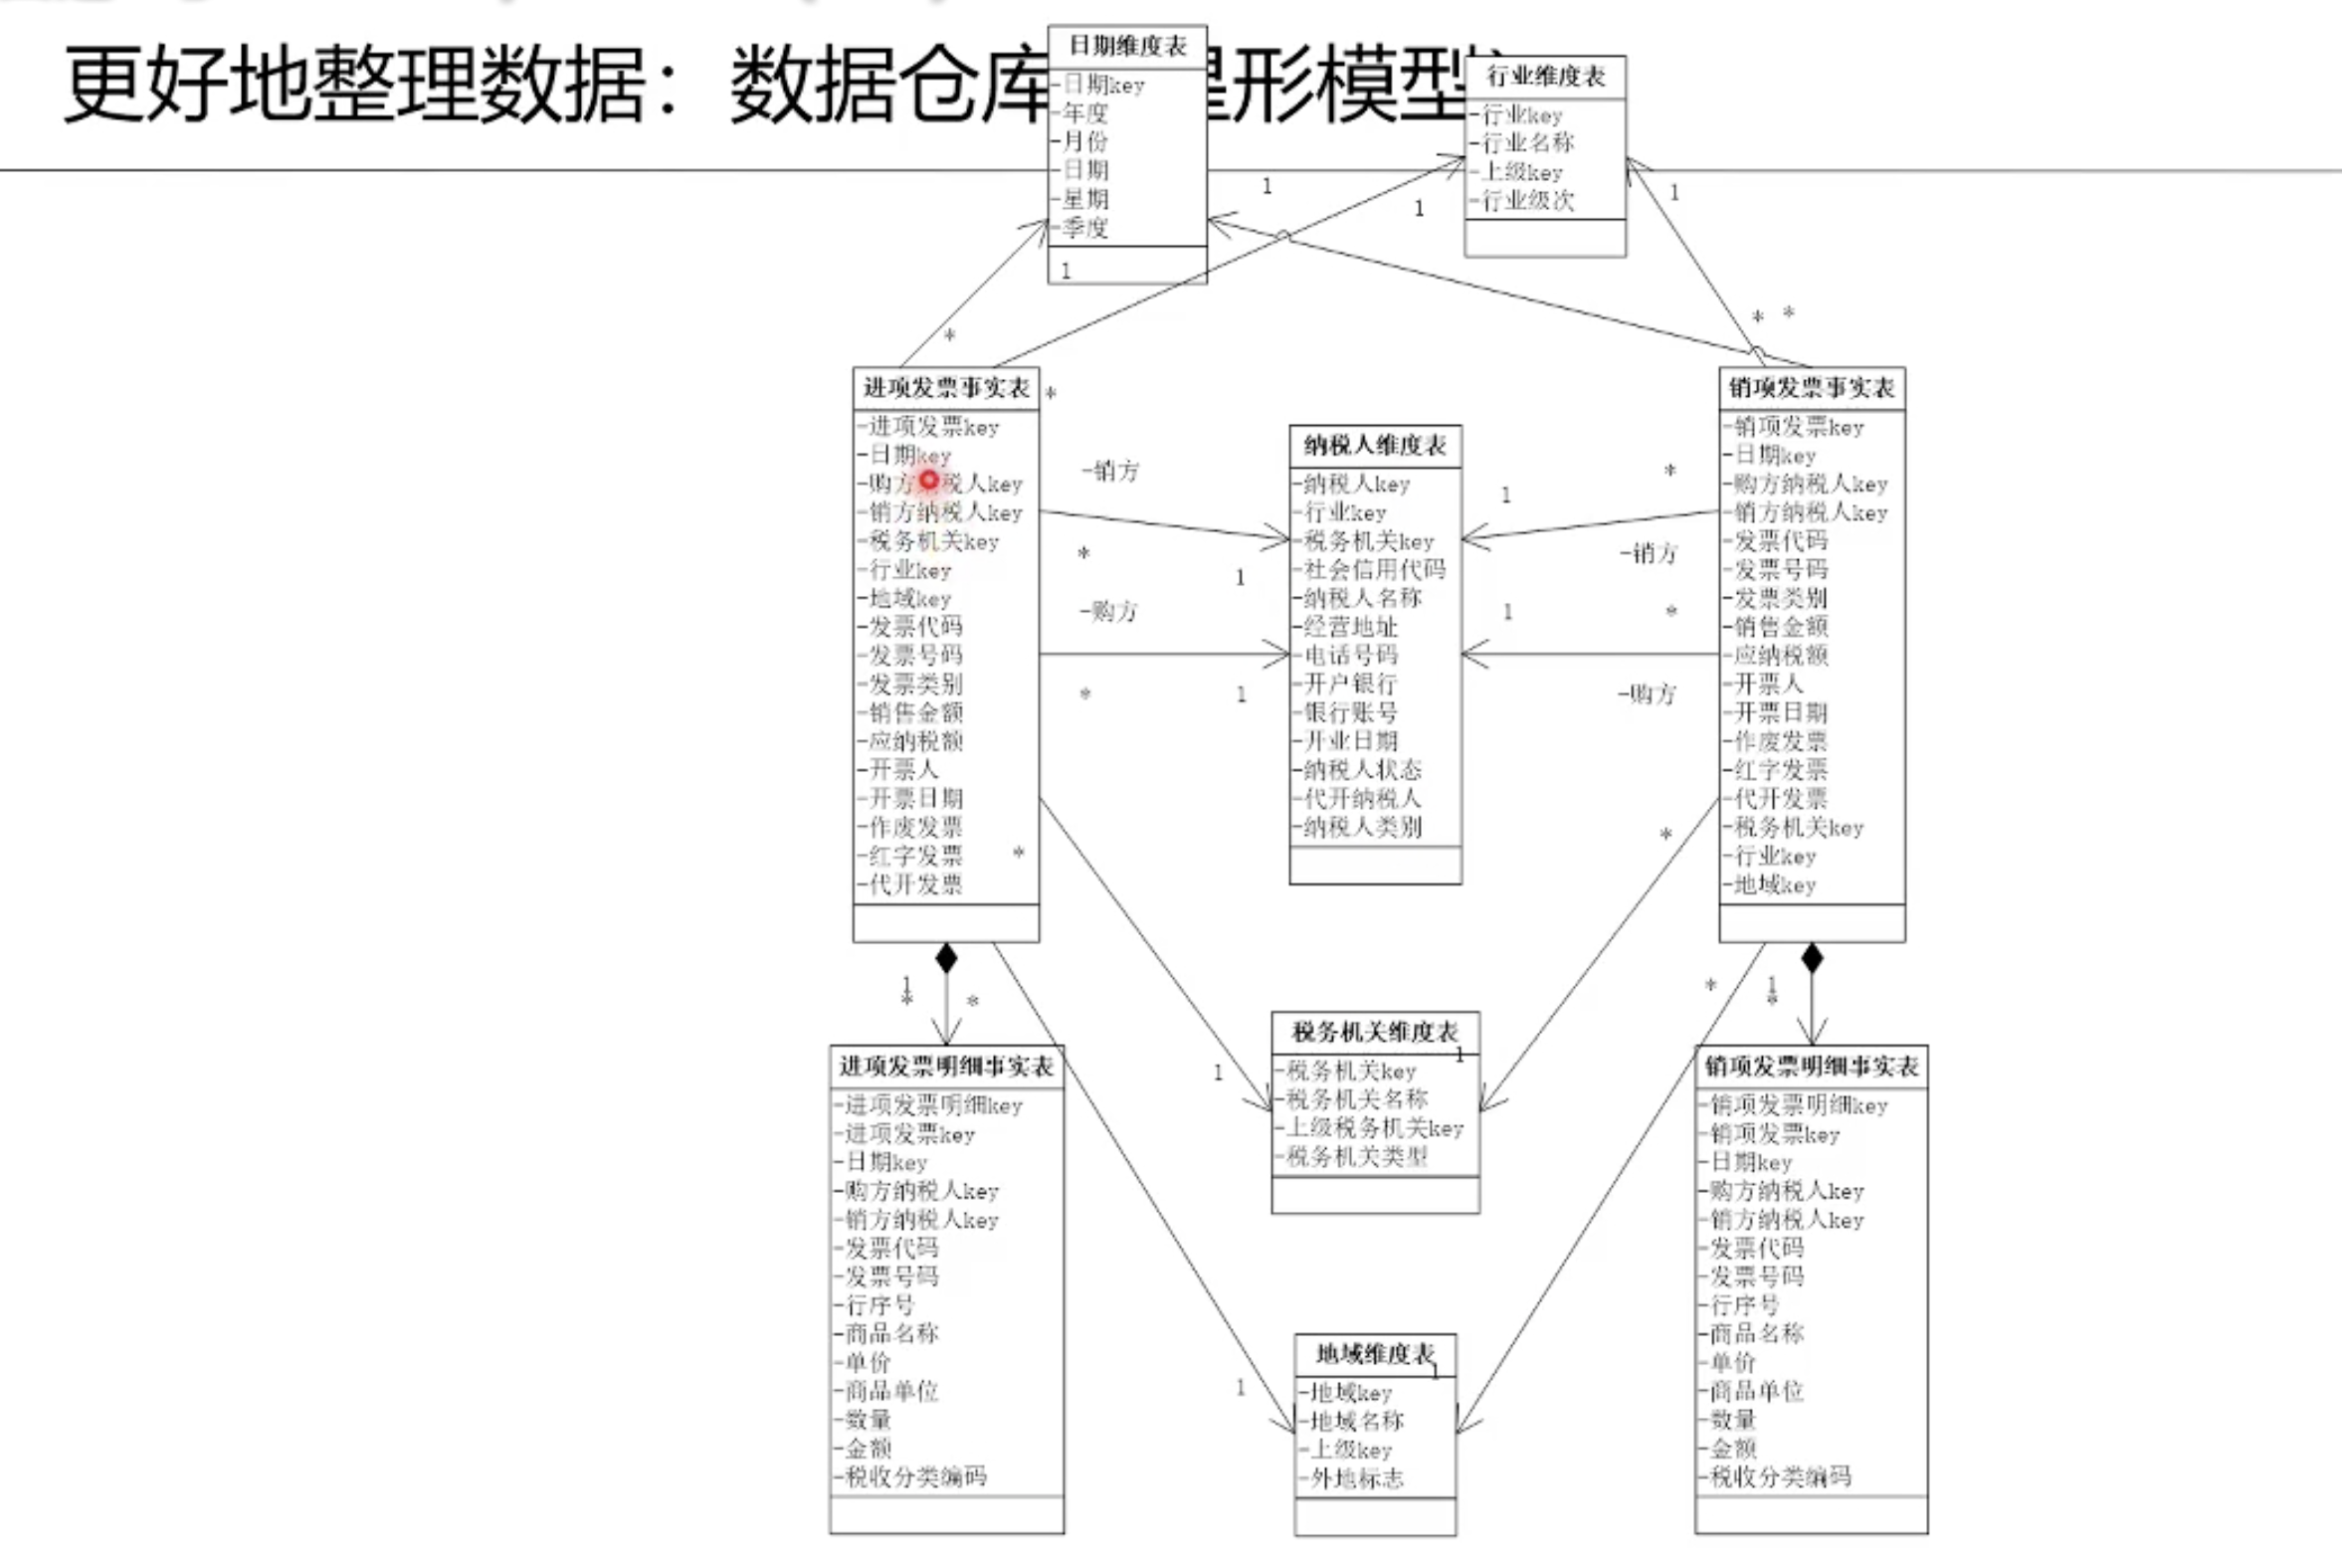 更好地整理数据：数据仓库 星形模型
日期维度表
-日期key
-年度
-月份
-日期
-星期
-季度
1
行业维度表
-行业key
-行业名称
-上级key
-行业级次
1
1
1
*
*
*
*
进项发票事实表
-进项发票key
-日期key
-购方纳税人key
-销方纳税人key
-税务机关key
-行业key
-地域key
-发票代码
-发票号码
-发票类别
-销售金额
-应纳税额
-开票人
-开票日期
-作废发票
-红字发票
-代开发票
*
-销方
*
1
-购方
*
1
纳税人维度表
-纳税人key
-行业key
-税务机关key
-社会信用代码
-纳税人名称
-经营地址
-电话号码
-开户银行
-银行账号
-开业日期
-纳税人状态
-代开纳税人
-纳税人类别
1
*
-销方
1
*
-购方
销项发票事实表
-销项发票key
-日期key
-购方纳税人key
-销方纳税人key
-发票代码
-发票号码
-发票类别
-销售金额
-应纳税额
-开票人
-开票日期
-作废发票
-红字发票
-代开发票
-税务机关key
-行业key
-地域key
*
1
*
*
*
1
*
进项发票明细事实表
-进项发票明细key
-进项发票key
-日期key
-购方纳税人key
-销方纳税人key
-发票代码
-发票号码
-行序号
-商品名称
-单价
-商品单位
-数量
-金额
-税收分类编码
1
税务机关维度表
1
-税务机关key
-税务机关名称
-上级税务机关key
-税务机关类型
1
地域维度表
1
-地域key
-地域名称
-上级key
-外地标志
销项发票明细事实表
-销项发票明细key
-销项发票key
-日期key
-购方纳税人key
-销方纳税人key
-发票代码
-发票号码
-行序号
-商品名称
-单价
-商品单位
-数量
-金额
-税收分类编码